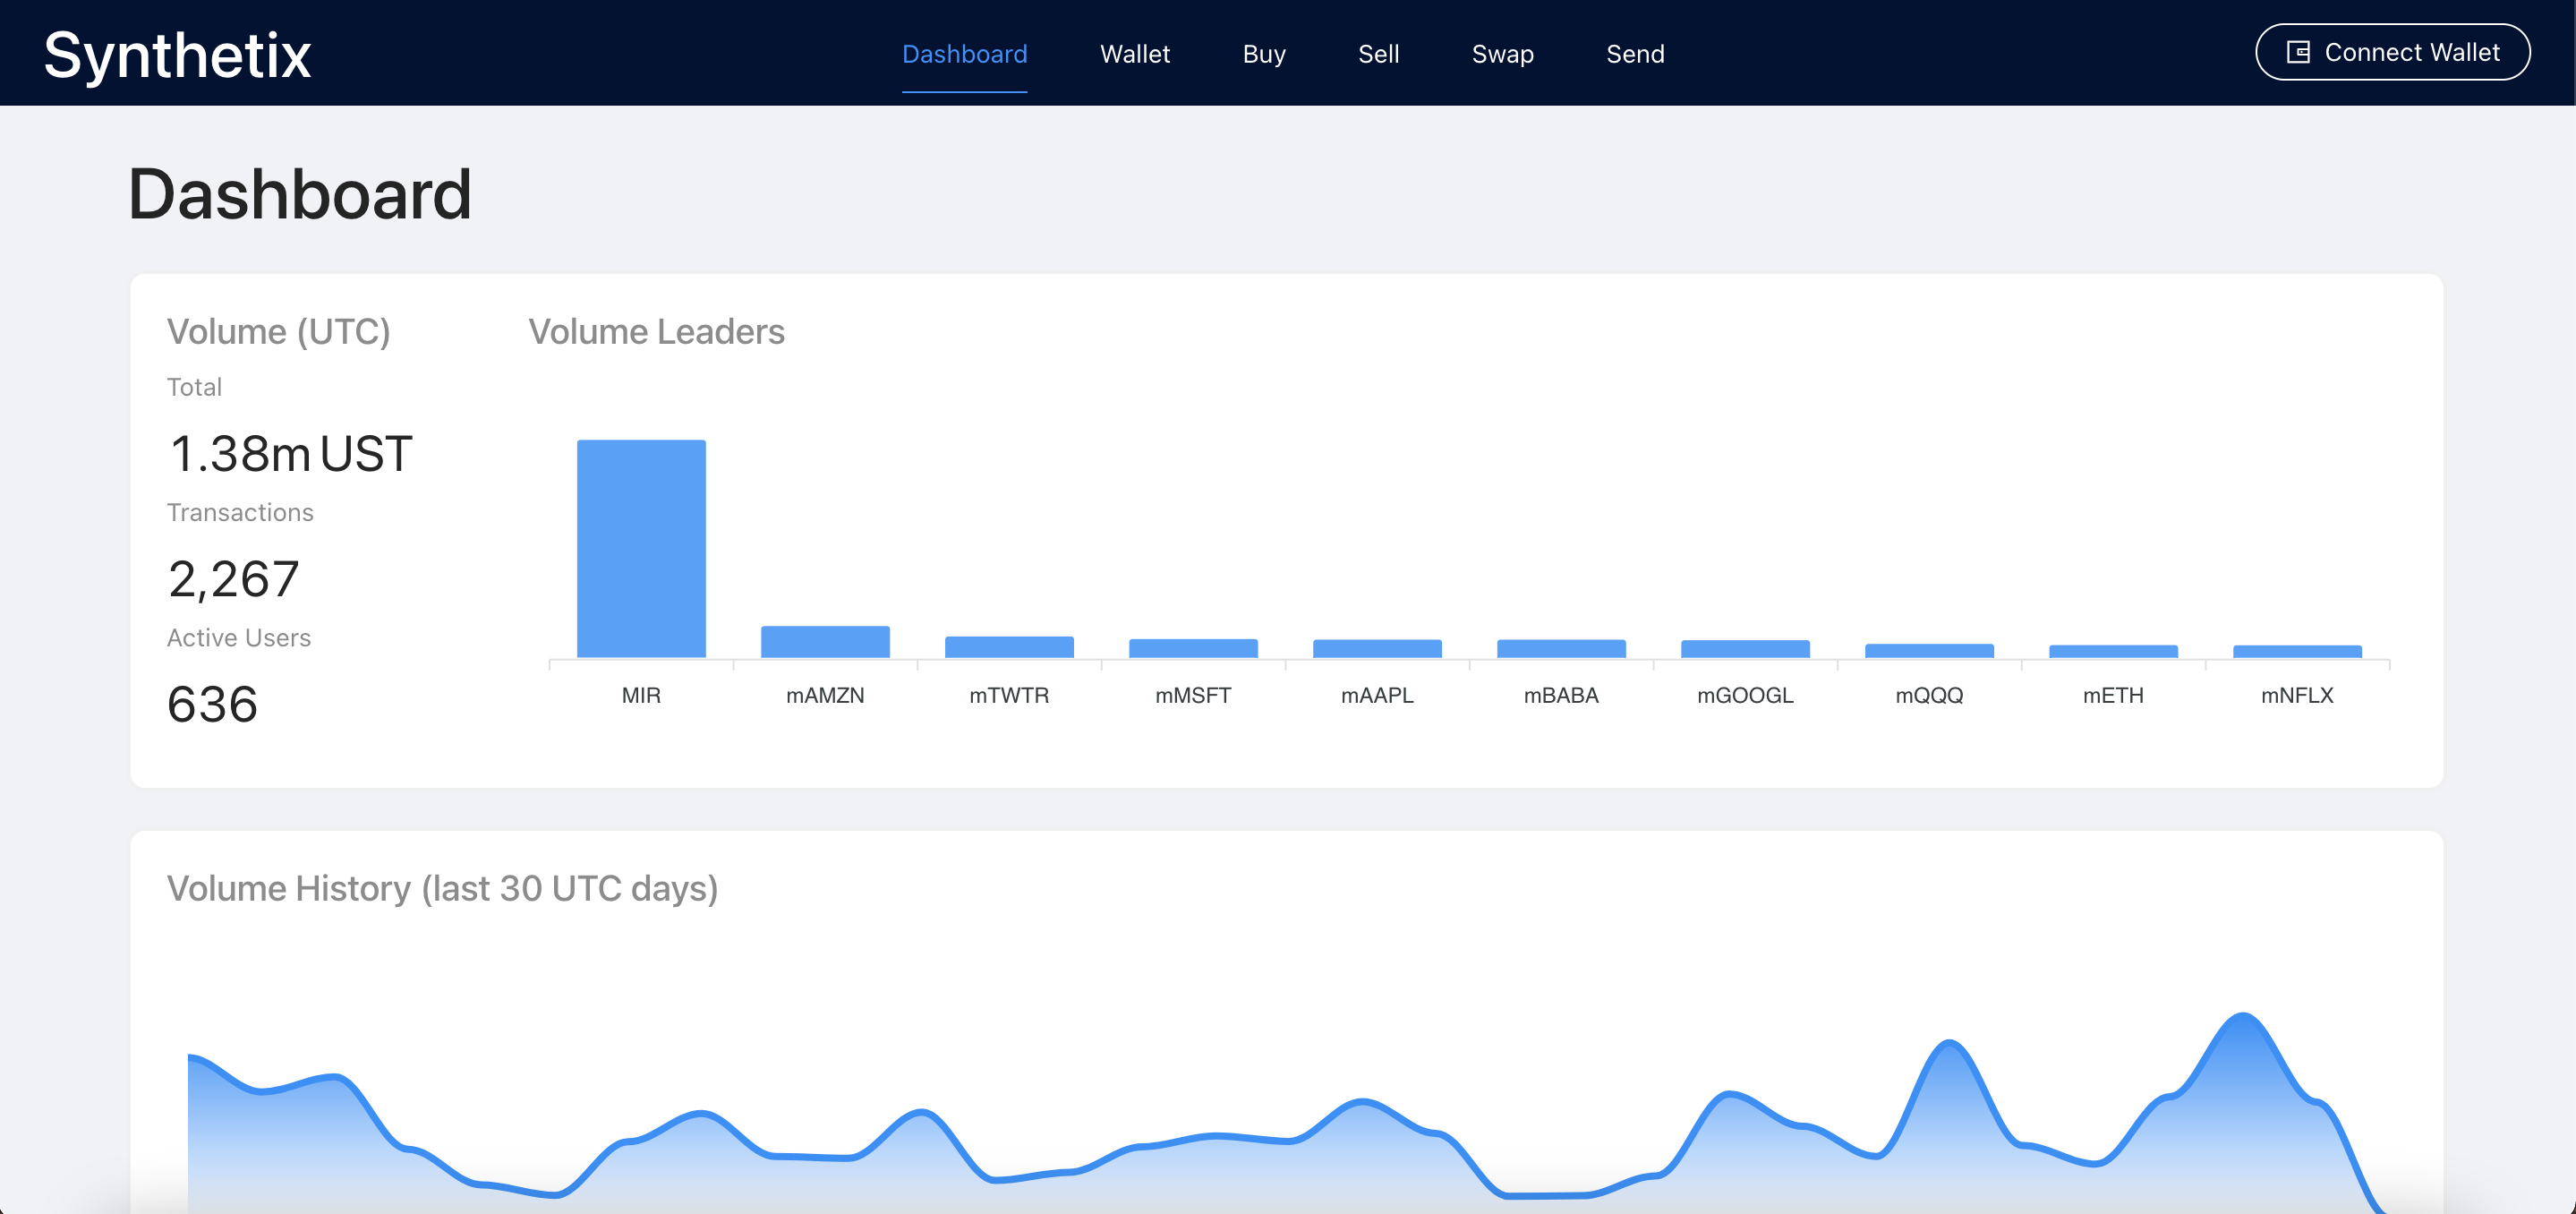 Synthetix
Dashboard
Wallet
Buy
Sell
Swap
Send
Connect Wallet
Dashboard
Volume (UTC)
Total
1.38m UST
Transactions
2,267
Active Users
636
Volume Leaders
MIR
mAMZN
mTWTR
mMSFT
mAAPL
mBABA
mGOOGL
mQQQ
mETH
mNFLX
Volume History (last 30 UTC days)